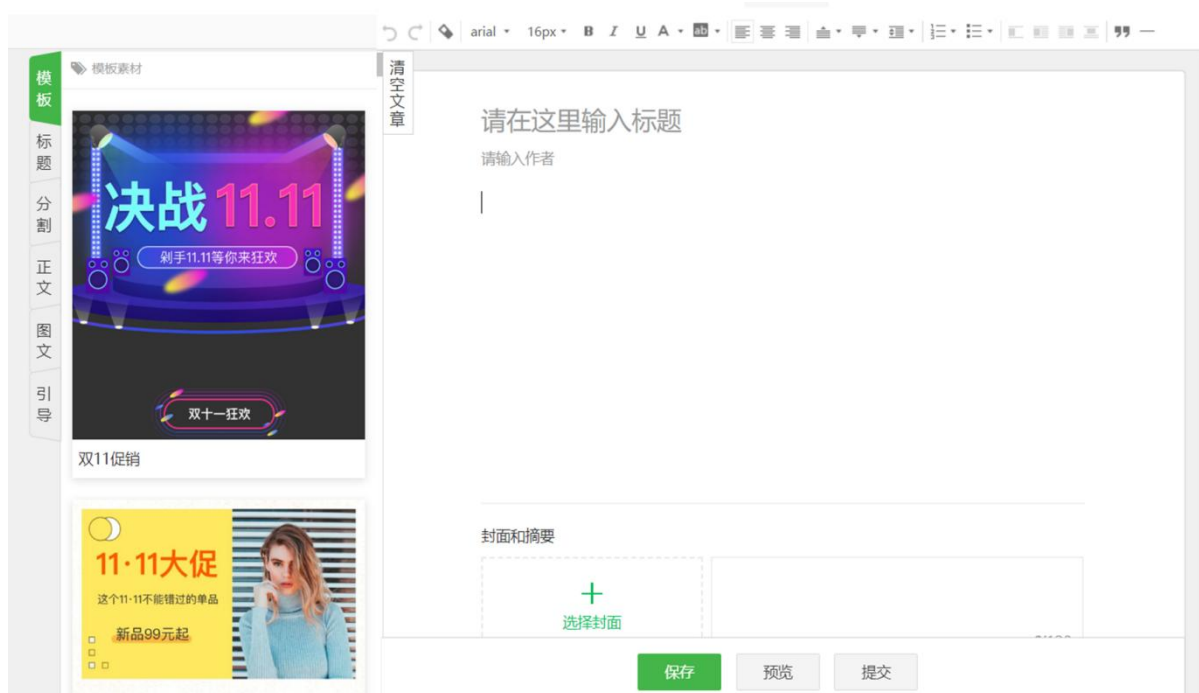 arial
16px
B I U A ab
模板
标题
分割
正文
图文
引导
模板素材
决战 11.11
剁手11.11等你来狂欢
双十一狂欢
双11促销
11·11大促
这个11·11不能错过的单品
新品99元起
清空文章
请在这里输入标题
请输入作者
封面和摘要
选择封面
保存
预览
提交